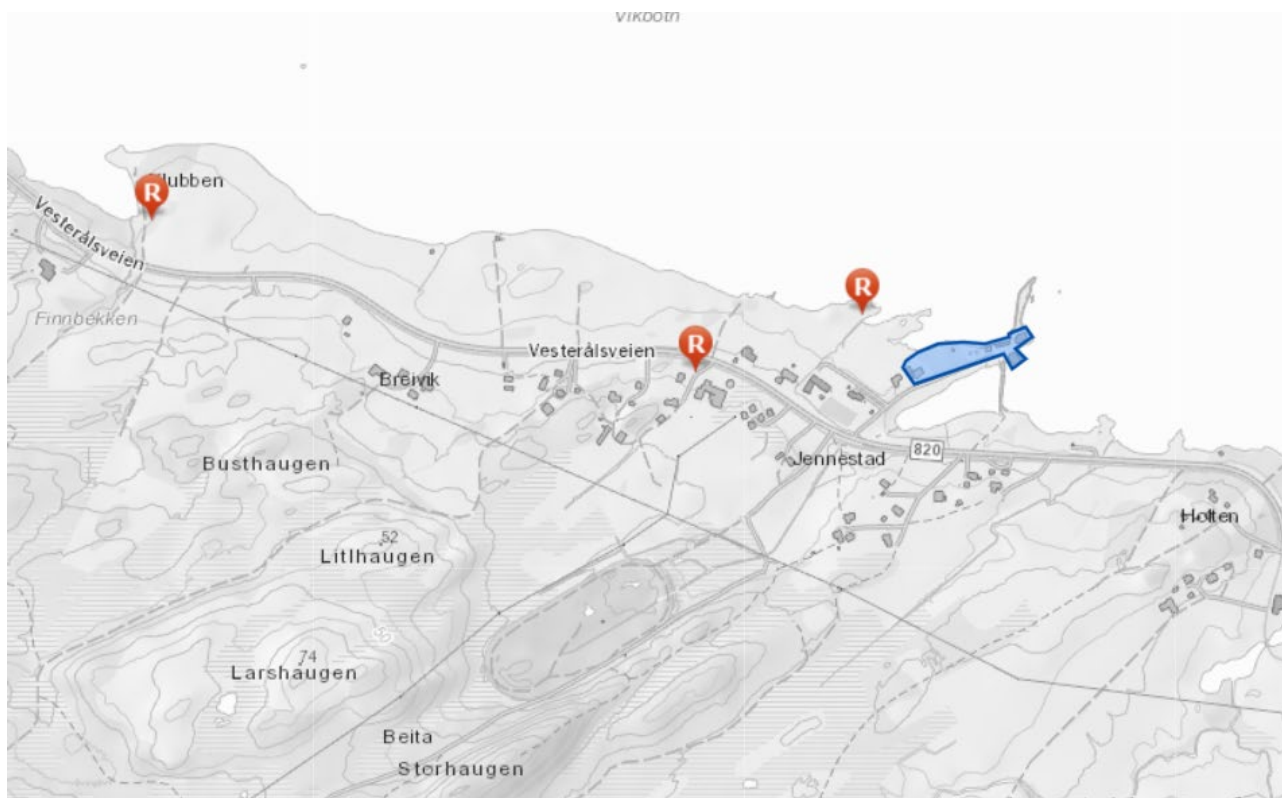 R
Vesterålsveien
Finnbekken
R
R
Vesterålsveien
Breivik
820
Jennestad
Busthaugen
Holten
52
Litlhaugen
74
Larshaugen
Beita
Storhaugen